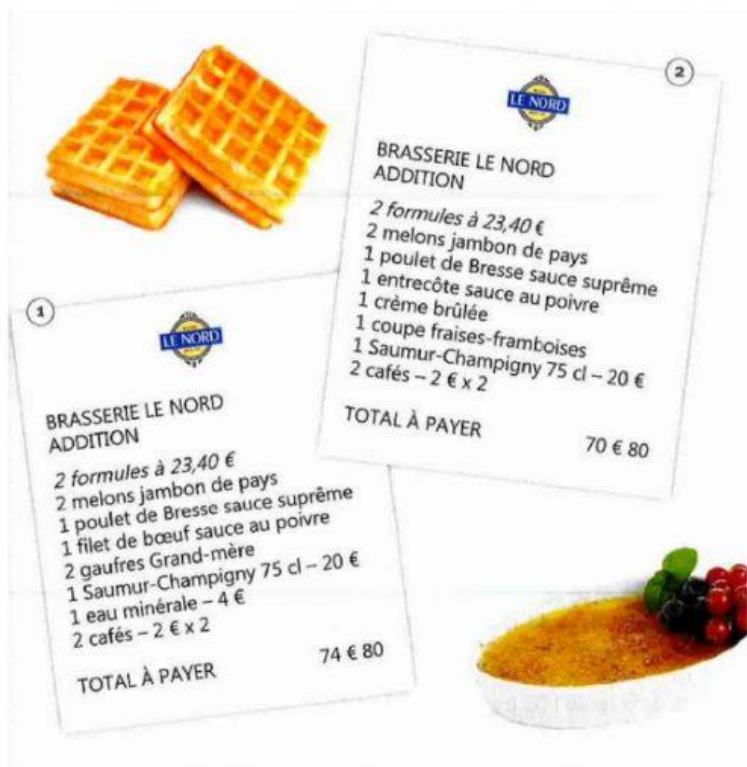 1
LE NORD
BRASSERIE LE NORD
ADDITION
2 formules à 23,40 €
2 melons jambon de pays
1 poulet de Bresse sauce suprême
1 filet de bœuf sauce au poivre
2 gaufres Grand-mère
1 Saumur-Champigny 75 cl – 20 €
1 eau minérale – 4 €
2 cafés – 2 € x 2
TOTAL À PAYER 74 € 80
2
LE NORD
BRASSERIE LE NORD
ADDITION
2 formules à 23,40 €
2 melons jambon de pays
1 poulet de Bresse sauce suprême
1 entrecôte sauce au poivre
1 crème brûlée
1 coupe fraises-framboises
1 Saumur-Champigny 75 cl – 20 €
2 cafés – 2 € x 2
TOTAL À PAYER 70 € 80